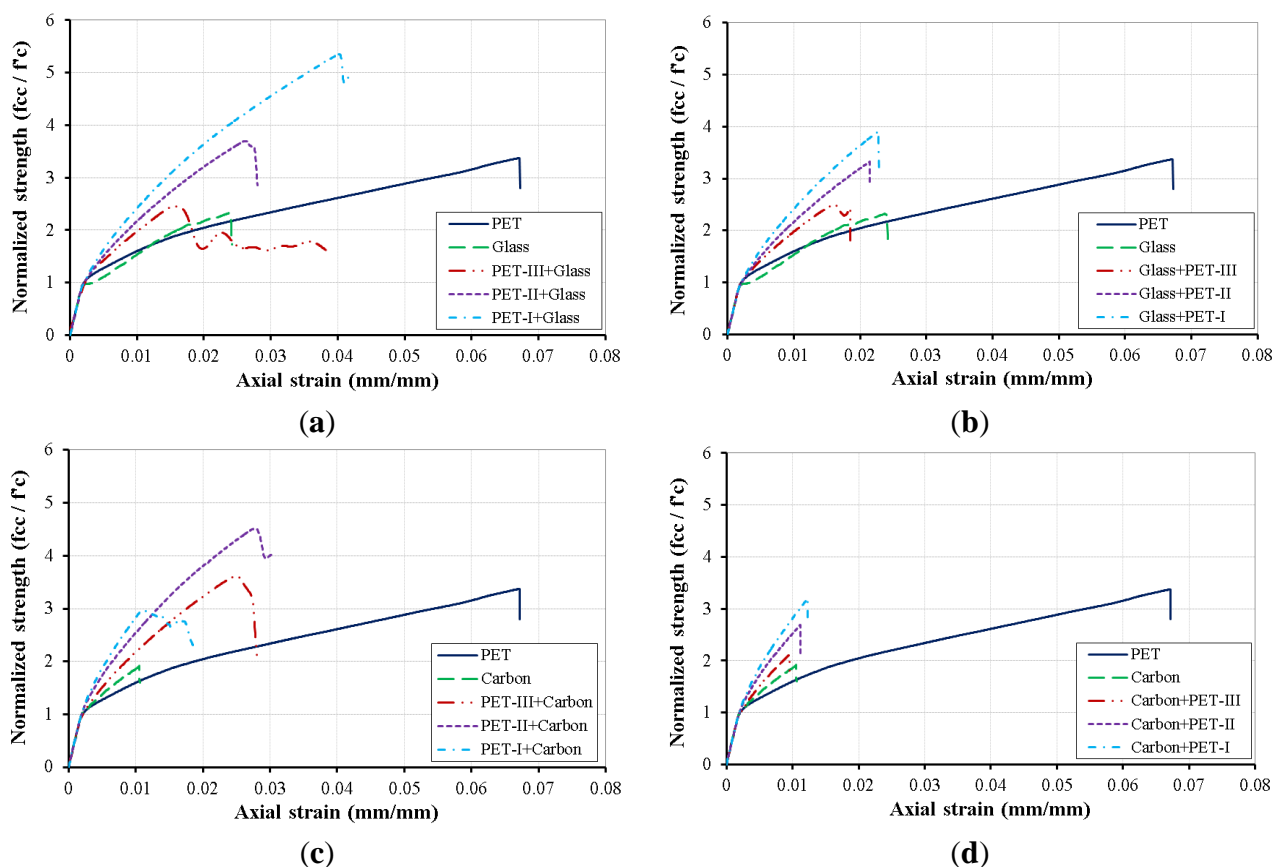 Normalized strength (fcc / f'c)
6
5
4
3
2
1
0
PET
Glass
PET-III+Glass
PET-II+Glass
PET-I+Glass
0 0.01 0.02 0.03 0.04 0.05 0.06 0.07 0.08
Axial strain (mm/mm)
(a)
Normalized strength (fcc / f'c)
6
5
4
3
2
1
0
PET
Glass
Glass+PET-III
Glass+PET-II
Glass+PET-I
0 0.01 0.02 0.03 0.04 0.05 0.06 0.07 0.08
Axial strain (mm/mm)
(b)
Normalized strength (fcc / f'c)
6
5
4
3
2
1
0
PET
Carbon
PET-III+Carbon
PET-II+Carbon
PET-I+Carbon
0 0.01 0.02 0.03 0.04 0.05 0.06 0.07 0.08
Axial strain (mm/mm)
(c)
Normalized strength (fcc / f'c)
6
5
4
3
2
1
0
PET
Carbon
Carbon+PET-III
Carbon+PET-II
Carbon+PET-I
0 0.01 0.02 0.03 0.04 0.05 0.06 0.07 0.08
Axial strain (mm/mm)
(d)